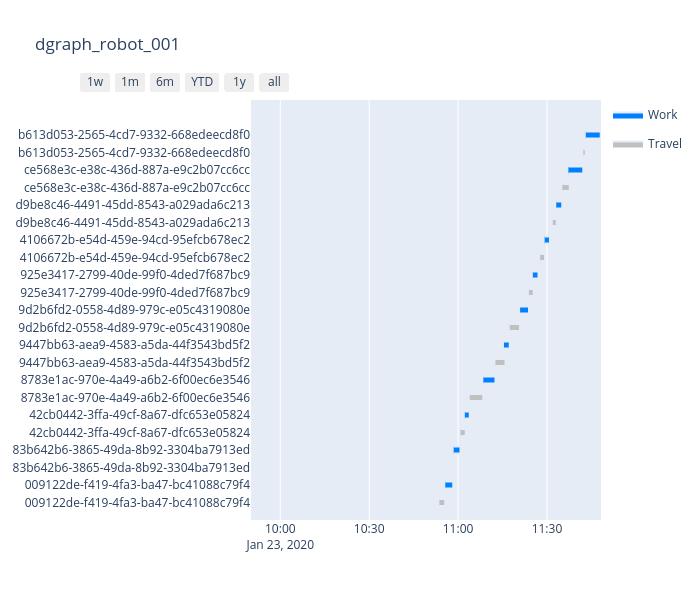 dgraph_robot_001
1w 1m 6m YTD 1y all
Work
Travel
b613d053-2565-4cd7-9332-668edeecd8f0
b613d053-2565-4cd7-9332-668edeecd8f0
ce568e3c-e38c-436d-887a-e9c2b07cc6cc
ce568e3c-e38c-436d-887a-e9c2b07cc6cc
d9be8c46-4491-45dd-8543-a029ada6c213
d9be8c46-4491-45dd-8543-a029ada6c213
4106672b-e54d-459e-94cd-95efcb678ec2
4106672b-e54d-459e-94cd-95efcb678ec2
925e3417-2799-40de-99f0-4ded7f687bc9
925e3417-2799-40de-99f0-4ded7f687bc9
9d2b6fd2-0558-4d89-979c-e05c4319080e
9d2b6fd2-0558-4d89-979c-e05c4319080e
9447bb63-aea9-4583-a5da-44f3543bd5f2
9447bb63-aea9-4583-a5da-44f3543bd5f2
8783e1ac-970e-4a49-a6b2-6f00ec6e3546
8783e1ac-970e-4a49-a6b2-6f00ec6e3546
42cb0442-3ffa-49cf-8a67-dfc653e05824
42cb0442-3ffa-49cf-8a67-dfc653e05824
83b642b6-3865-49da-8b92-3304ba7913ed
83b642b6-3865-49da-8b92-3304ba7913ed
009122de-f419-4fa3-ba47-bc41088c79f4
009122de-f419-4fa3-ba47-bc41088c79f4
10:00 10:30 11:00 11:30
Jan 23, 2020